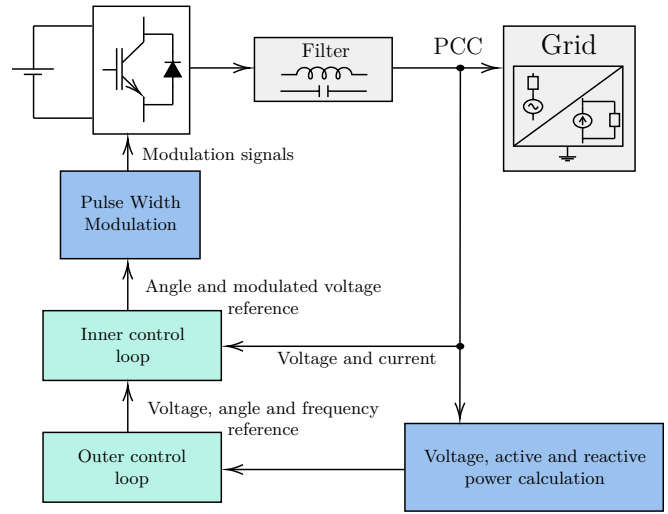 Filter
PCC
Grid
Modulation signals
Pulse Width
Modulation
Angle and modulated voltage
reference
Inner control
loop
Voltage and current
Voltage, angle and frequency
reference
Outer control
loop
Voltage, active and reactive
power calculation